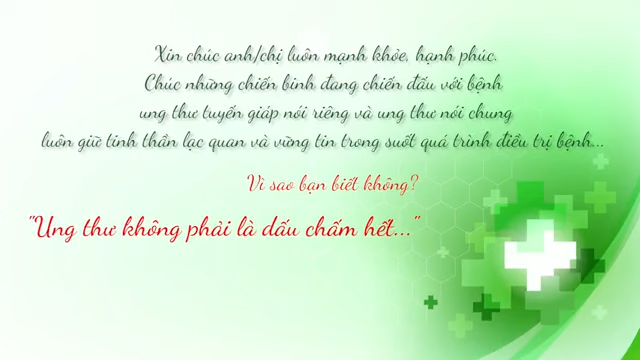 Xin chúc anh/chị luôn mạnh khỏe, hạnh phúc.
Chúc những chiến binh đang chiến đấu với bệnh
ung thư tuyến giáp nói riêng và ung thư nói chung
luôn giữ tinh thần lạc quan và vững tin trong suốt quá trình điều trị bệnh...
Vì sao bạn biết không?
"Ung thư không phải là dấu chấm hết..."